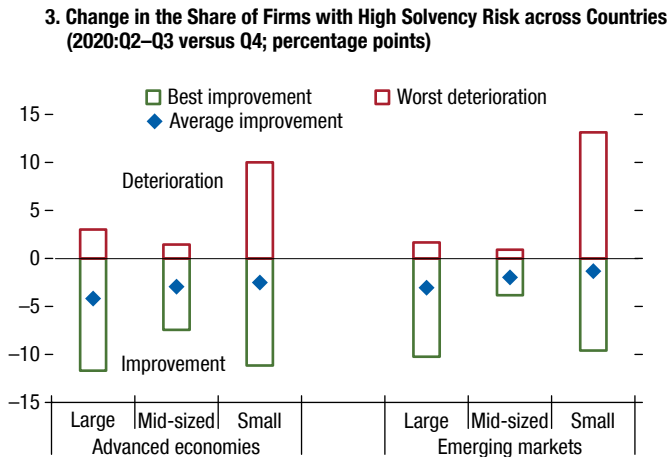 3. Change in the Share of Firms with High Solvency Risk across Countries
(2020:Q2–Q3 versus Q4; percentage points)
Best improvement Worst deterioration
Average improvement
15
10
Deterioration
5
0
–5
–10
Improvement
–15
Large Mid-sized Small Large Mid-sized Small
Advanced economies Emerging markets